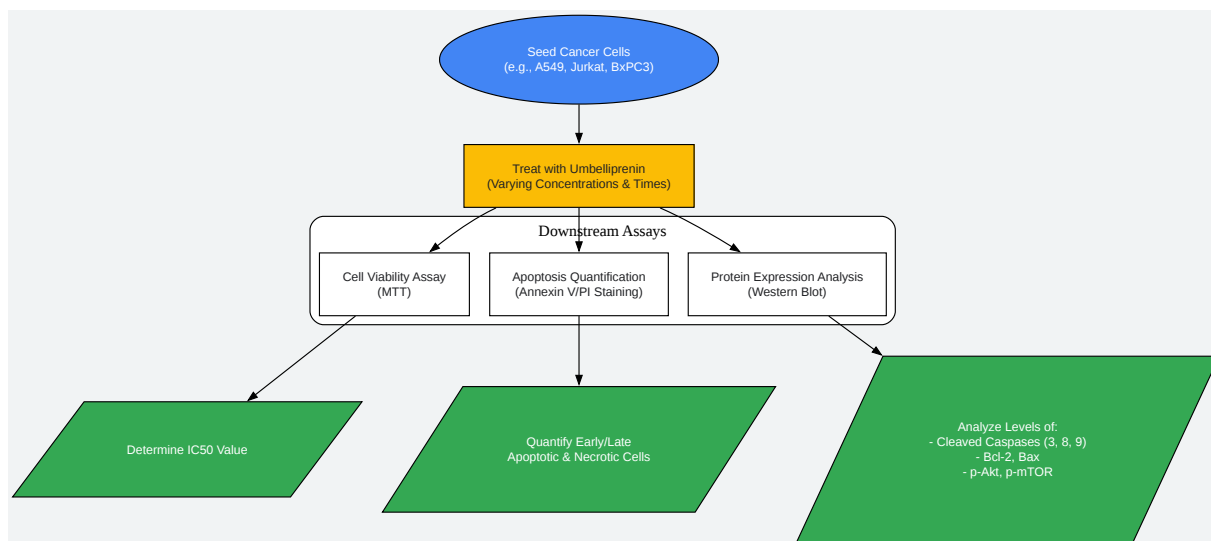 Seed Cancer Cells
(e.g., A549, Jurkat, BxPC3)
Treat with Umbelliprenin
(Varying Concentrations & Times)
Downstream Assays
Cell Viability Assay
(MTT)
Apoptosis Quantification
(Annexin V/PI Staining)
Protein Expression Analysis
(Western Blot)
Determine IC50 Value
Quantify Early/Late
Apoptotic & Necrotic Cells
Analyze Levels of:
- Cleaved Caspases (3, 8, 9)
- Bcl-2, Bax
- p-Akt, p-mTOR